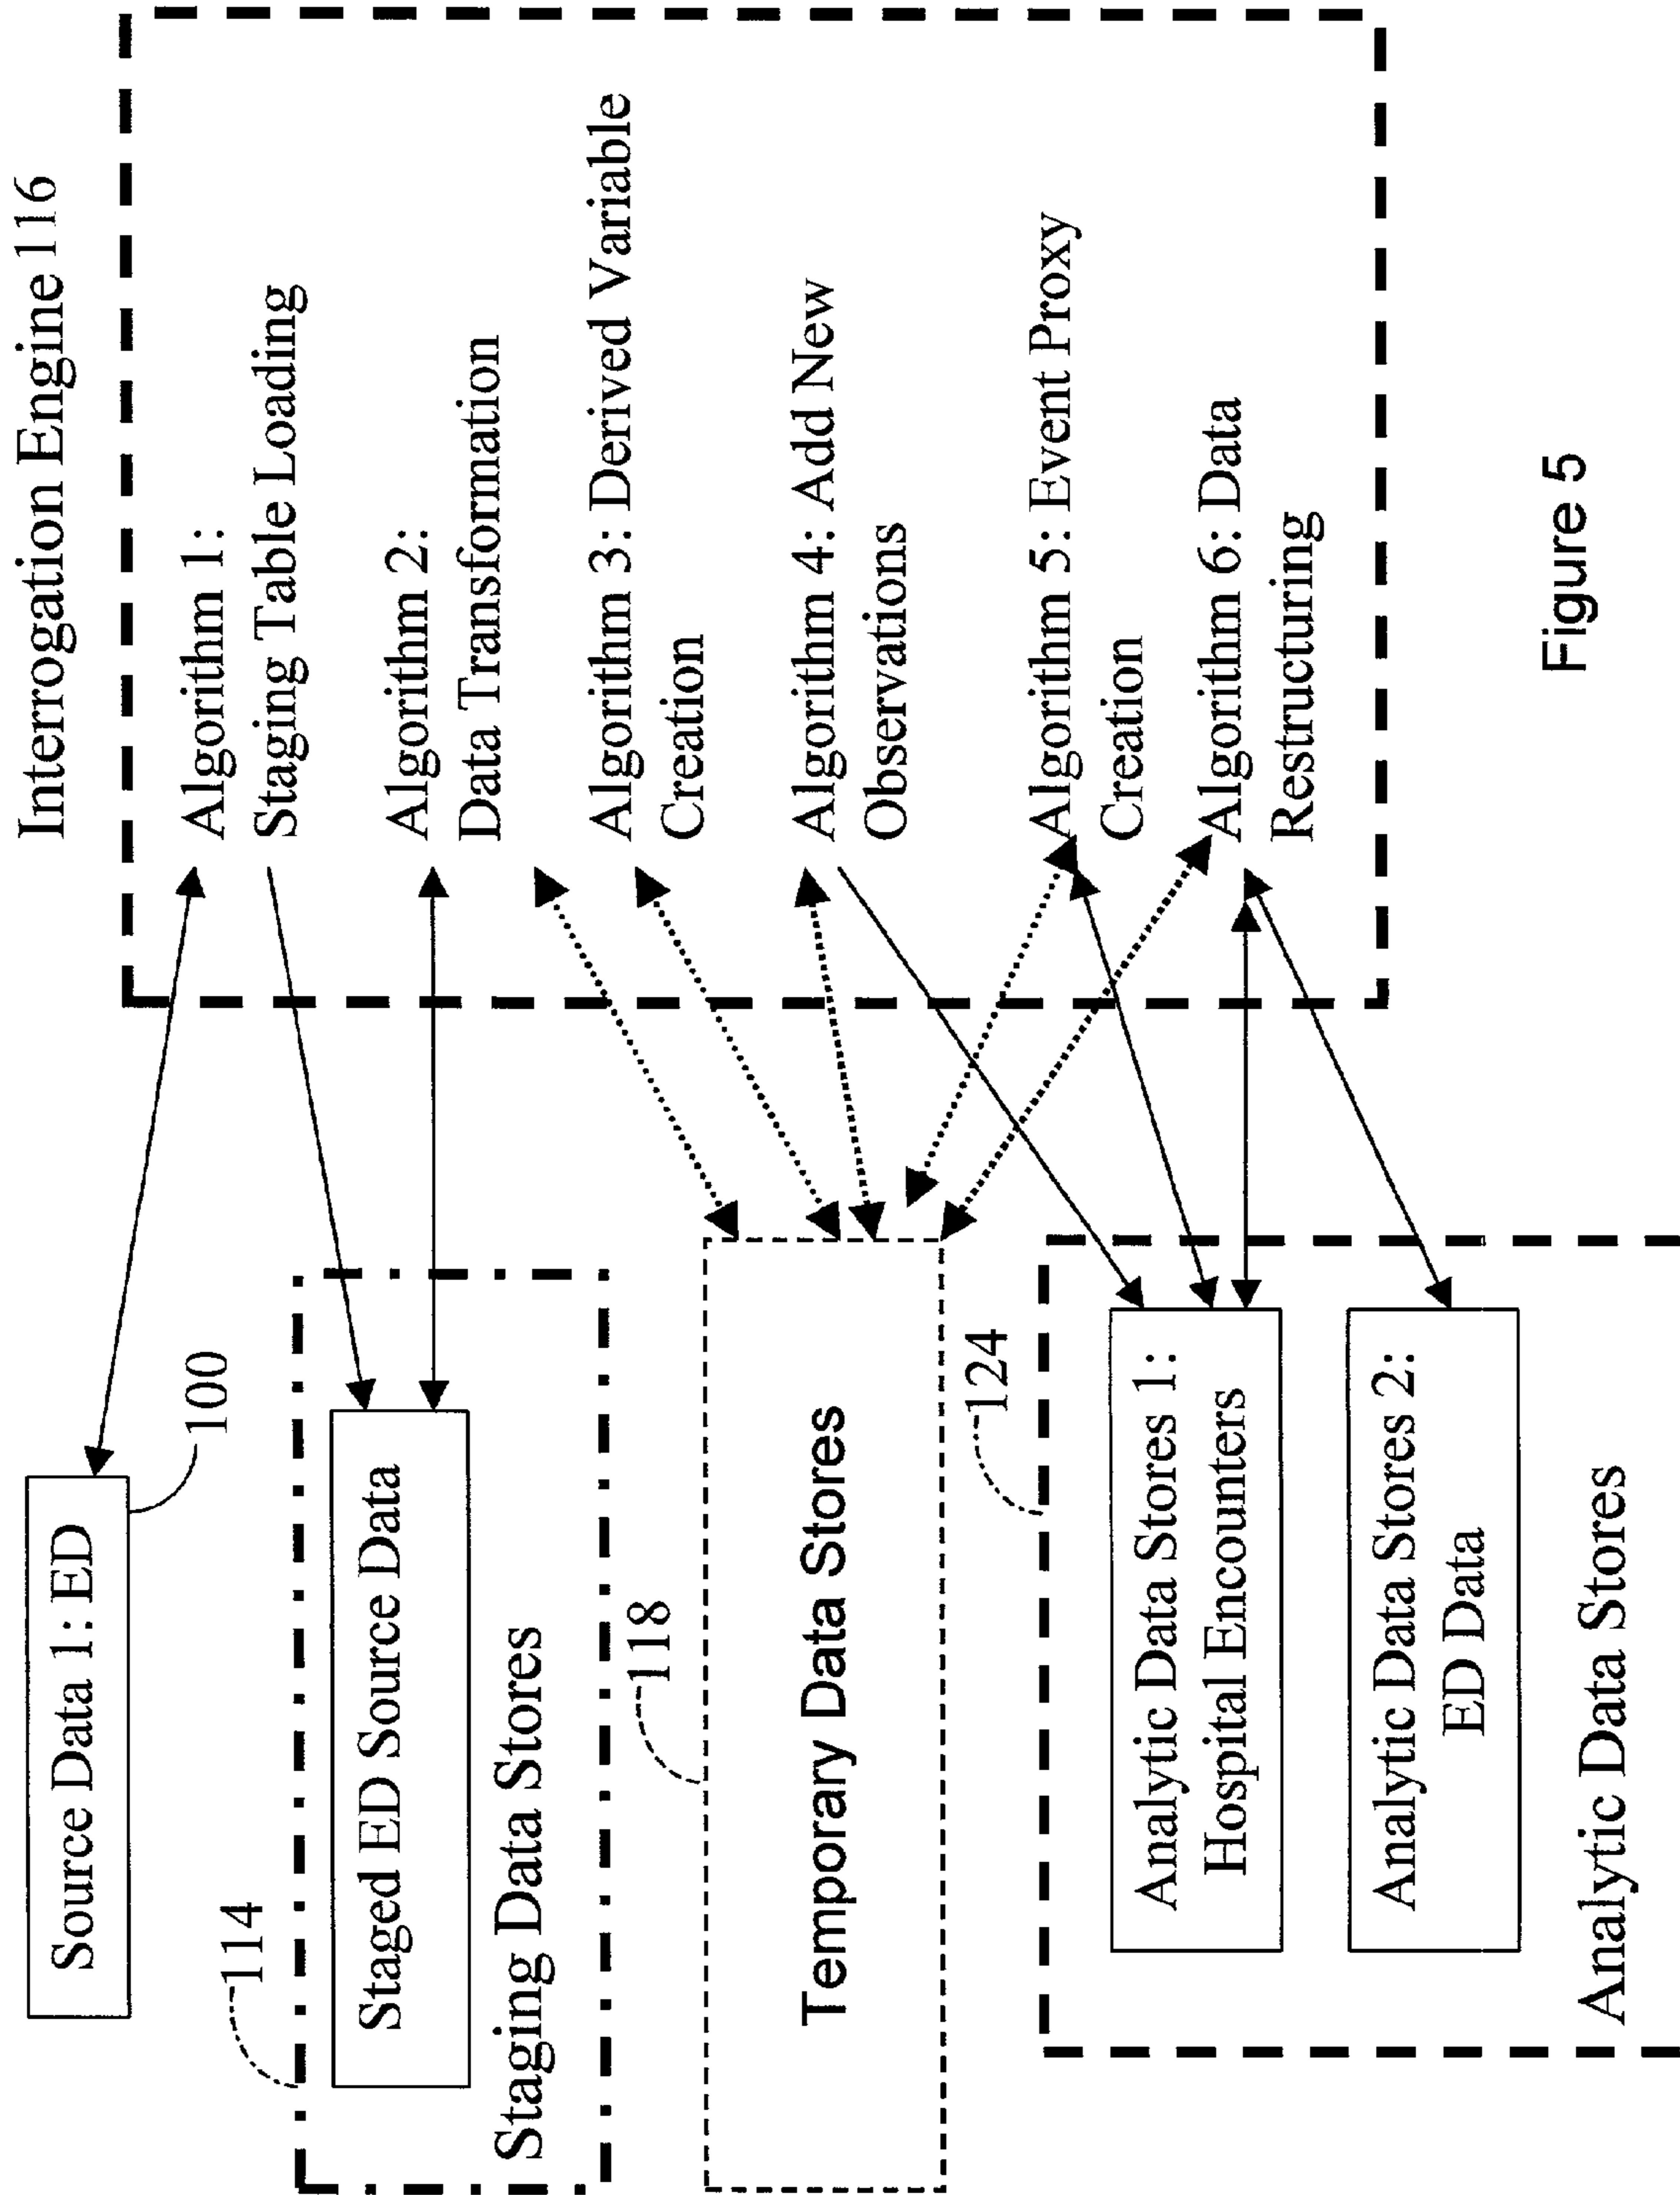 Interrogation Engine 116
Source Data 1: ED
100
Algorithm 1:
Staging Table Loading
114
Staged ED Source Data
Staging Data Stores
Algorithm 2:
Data Transformation
Algorithm 3: Derived Variable
Creation
118
Temporary Data Stores
Algorithm 4: Add New
Observations
124
Analytic Data Stores 1:
Hospital Encounters
Algorithm 5: Event Proxy
Creation
Algorithm 6: Data
Restructuring
Analytic Data Stores 2:
ED Data
Analytic Data Stores
Figure 5